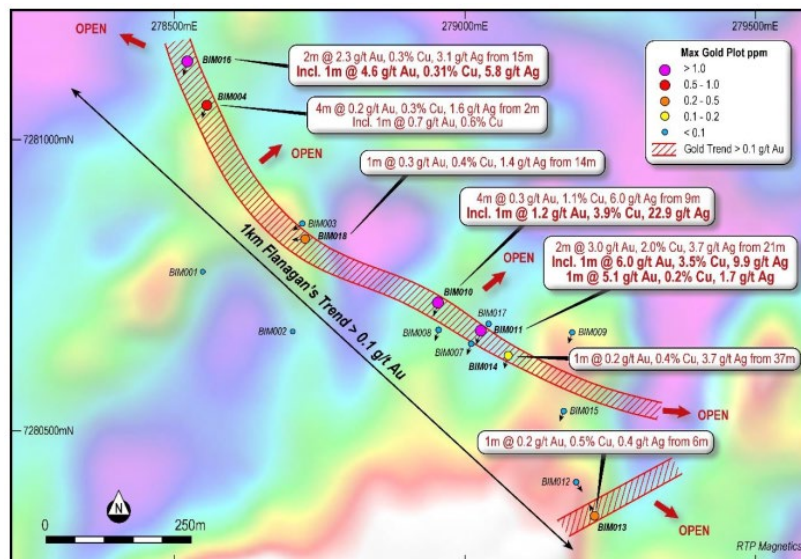 278500mE
279000mE
279500mE
OPEN
BIM016
2m @ 2.3 g/t Au, 0.3% Cu, 3.1 g/t Ag from 15m
Incl. 1m @ 4.6 g/t Au, 0.31% Cu, 5.8 g/t Ag
Max Gold Plot ppm
> 1.0
0.5 - 1.0
0.2 - 0.5
0.1 - 0.2
< 0.1
Gold Trend > 0.1 g/t Au
BIM004
4m @ 0.2 g/t Au, 0.3% Cu, 1.6 g/t Ag from 2m
Incl. 1m @ 0.7 g/t Au, 0.6% Cu
7281000mN
OPEN
1m @ 0.3 g/t Au, 0.4% Cu, 1.4 g/t Ag from 14m
4m @ 0.3 g/t Au, 1.1% Cu, 6.0 g/t Ag from 9m
Incl. 1m @ 1.2 g/t Au, 3.9% Cu, 22.9 g/t Ag
BIM003
BIM018
2m @ 3.0 g/t Au, 2.0% Cu, 3.7 g/t Ag from 21m
Incl. 1m @ 6.0 g/t Au, 3.5% Cu, 9.9 g/t Ag
1m @ 5.1 g/t Au, 0.2% Cu, 1.7 g/t Ag
BIM001
OPEN
1km Flanagan's Trend > 0.1 g/t Au
BIM010
BIM017
BIM002
BIM008
BIM011
BIM009
BIM007
BIM014
1m @ 0.2 g/t Au, 0.4% Cu, 3.7 g/t Ag from 37m
BIM015
OPEN
7280500mN
1m @ 0.2 g/t Au, 0.5% Cu, 0.4 g/t Ag from 6m
BIM012
N
BIM013
OPEN
0
250m
RTP Magnetics